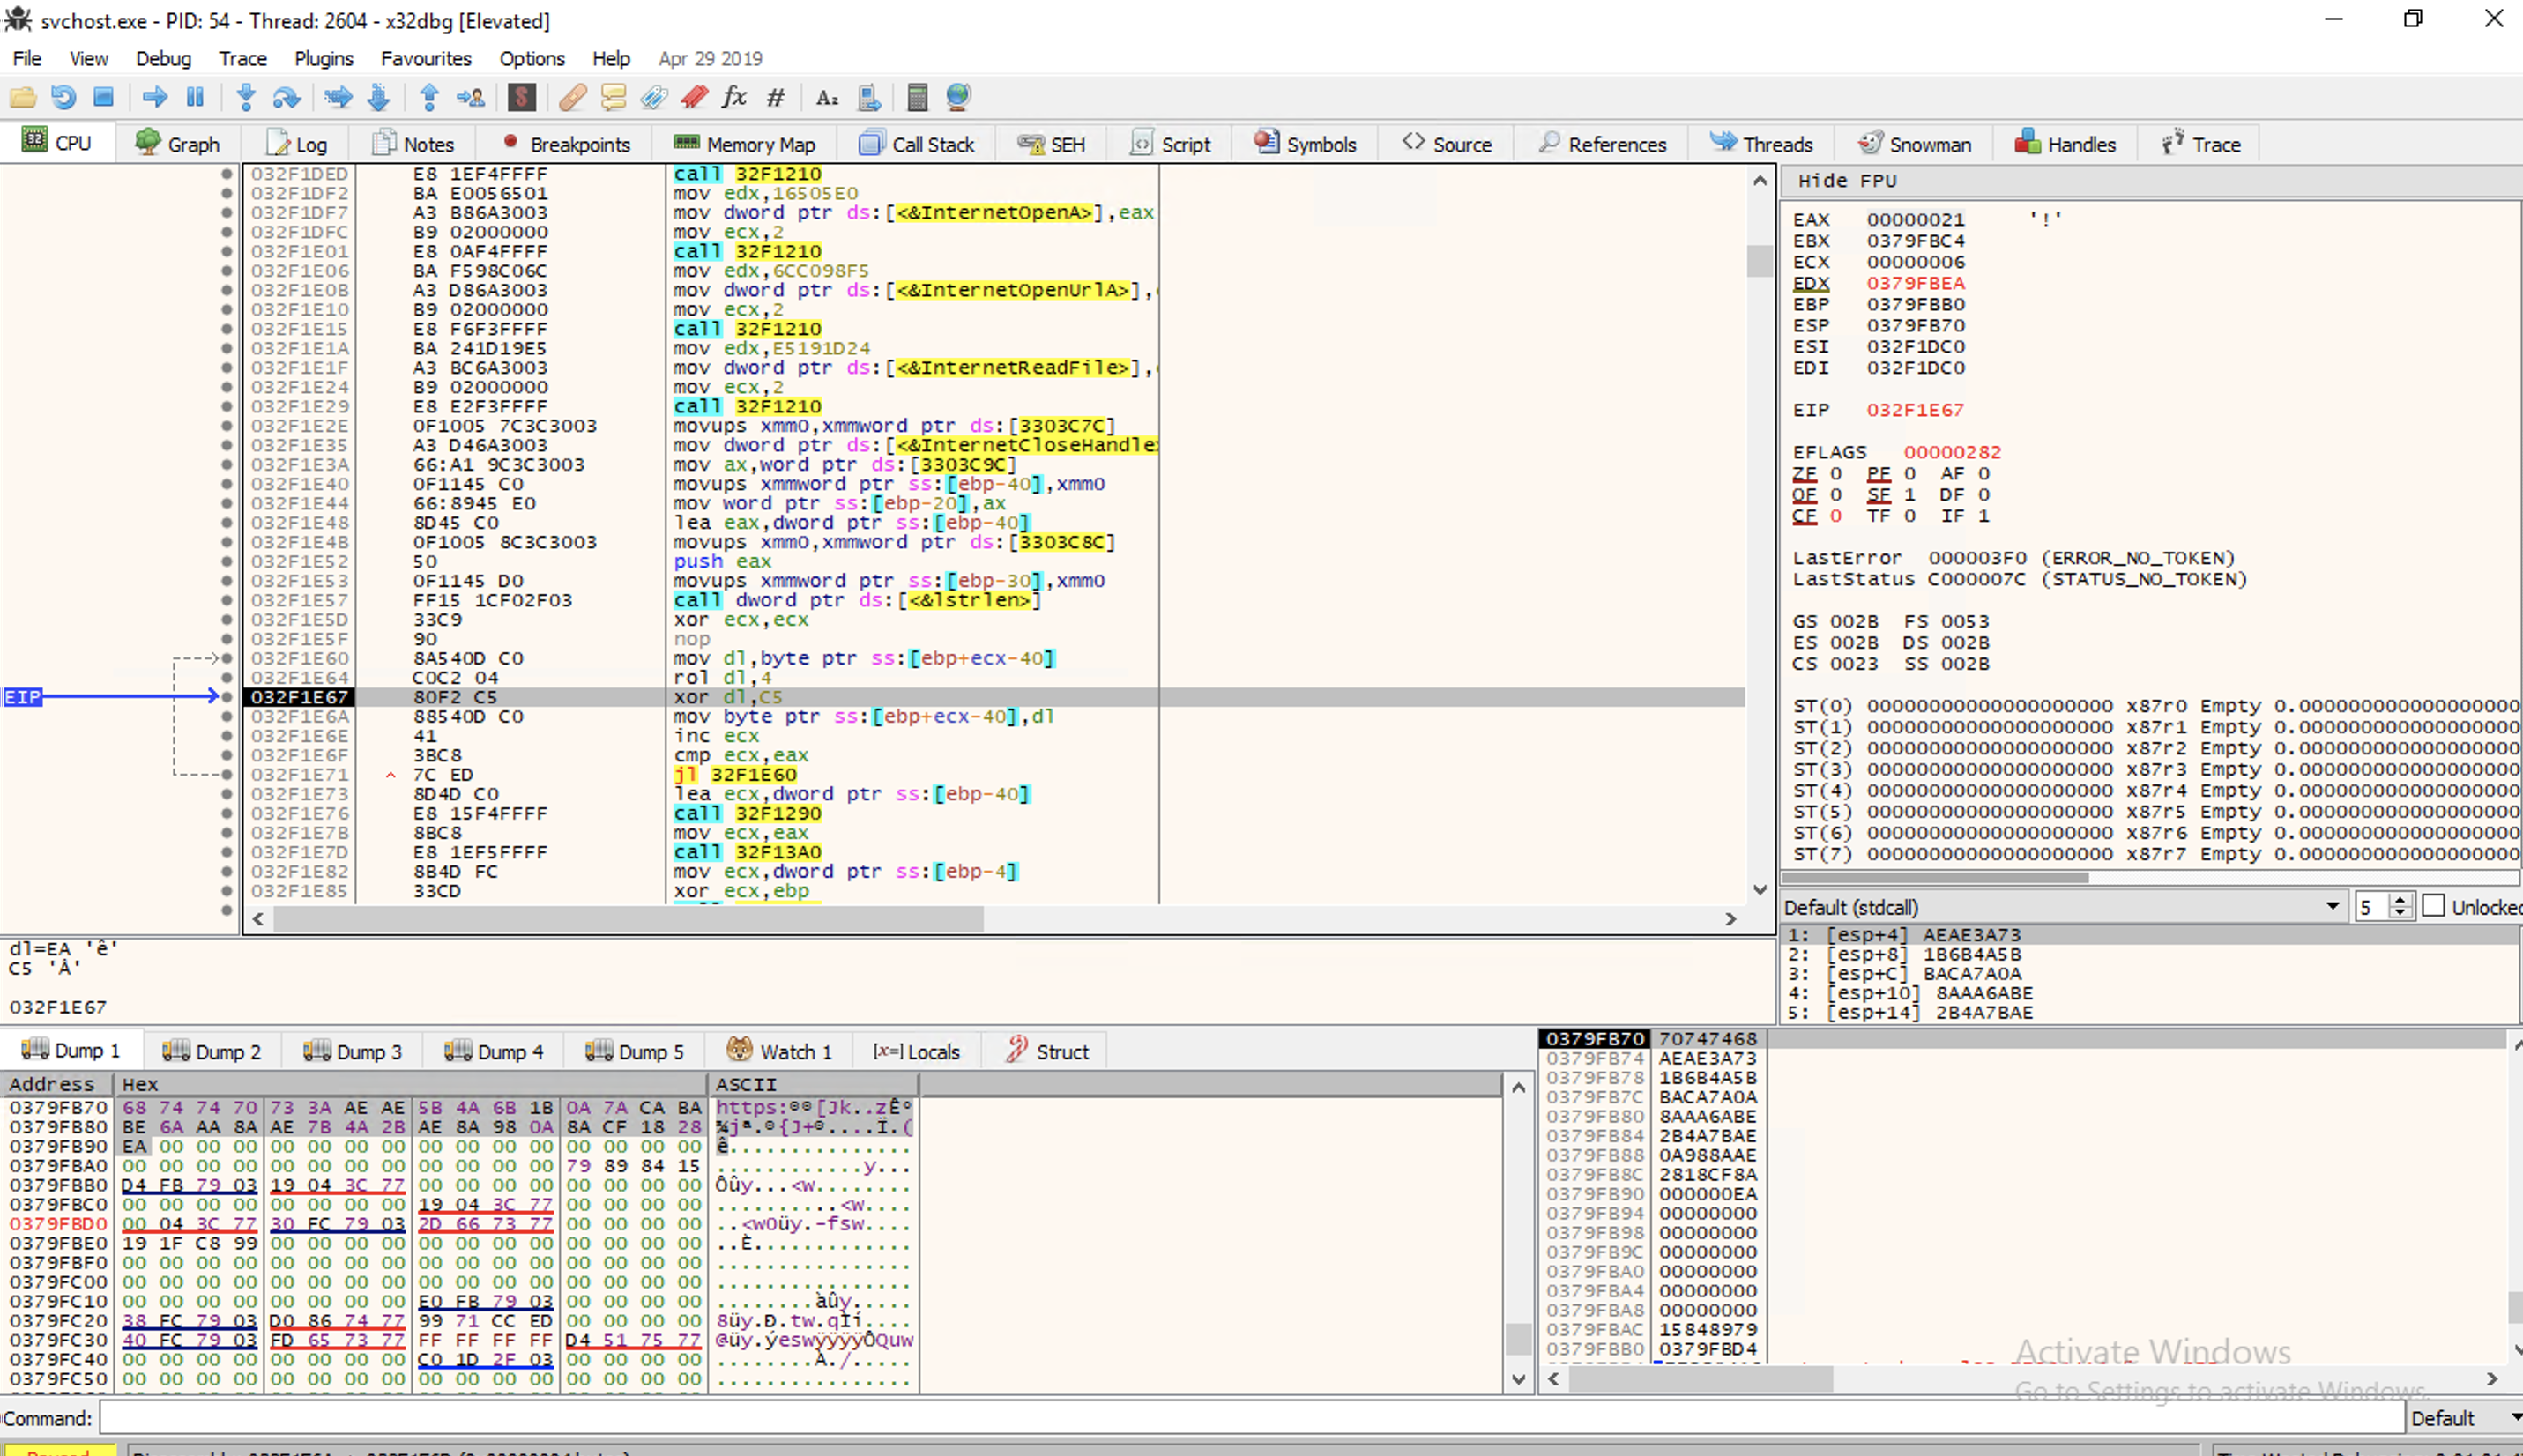 svchost.exe - PID: 54 - Thread: 2604 - x32dbg [Elevated]
File View Debug Trace Plugins Favourites Options Help Apr 29 2019
CPU Graph Log Notes Breakpoints Memory Map Call Stack SEH Script Symbols Source References Threads Snowman Handles Trace
032F1DED E8 1EF4FFFF call 32F1210
032F1DF2 BA E0056501 mov edx,16505E0
032F1DF7 A3 B86A3003 mov dword ptr ds:[<&InternetOpenA>],eax
032F1DFC B9 02000000 mov ecx,2
032F1E01 E8 0AF4FFFF call 32F1210
032F1E06 BA F598C06C mov edx,6CC098F5
032F1E0B A3 D86A3003 mov dword ptr ds:[<&InternetOpenUrlA>],
032F1E10 B9 02000000 mov ecx,2
032F1E15 E8 F6F3FFFF call 32F1210
032F1E1A BA 241D19E5 mov edx,E5191D24
032F1E1F A3 BC6A3003 mov dword ptr ds:[<&InternetReadFile>],
032F1E24 B9 02000000 mov ecx,2
032F1E29 E8 E2F3FFFF call 32F1210
032F1E2E 0F1005 7C3C3003 movups xmm0,xmmword ptr ds:[3303C7C]
032F1E35 A3 D46A3003 mov dword ptr ds:[<&InternetCloseHandle>
032F1E3A 66:A1 9C3C3003 mov ax,word ptr ds:[3303C9C]
032F1E40 0F1145 C0 movups xmmword ptr ss:[ebp-40],xmm0
032F1E44 66:8945 E0 mov word ptr ss:[ebp-20],ax
032F1E48 8D45 C0 lea eax,dword ptr ss:[ebp-40]
032F1E4B 0F1005 8C3C3003 movups xmm0,xmmword ptr ds:[3303C8C]
032F1E52 50 push eax
032F1E53 0F1145 D0 movups xmmword ptr ss:[ebp-30],xmm0
032F1E57 FF15 1CF02F03 call dword ptr ds:[<&lstrlen>]
032F1E5D 33C9 xor ecx,ecx
032F1E5F 90 nop
032F1E60 8A540D C0 mov dl,byte ptr ss:[ebp+ecx-40]
032F1E64 C0C2 04 rol dl,4
EIP 032F1E67 80F2 C5 xor dl,C5
032F1E6A 88540D C0 mov byte ptr ss:[ebp+ecx-40],dl
032F1E6E 41 inc ecx
032F1E6F 3BC8 cmp ecx,eax
032F1E71 ^ 7C ED jl 32F1E60
032F1E73 8D4D C0 lea ecx,dword ptr ss:[ebp-40]
032F1E76 E8 15F4FFFF call 32F1290
032F1E7B 8BC8 mov ecx,eax
032F1E7D E8 1EF5FFFF call 32F13A0
032F1E82 8B4D FC mov ecx,dword ptr ss:[ebp-4]
032F1E85 33CD xor ecx,ebp
Hide FPU
EAX 00000021 '!'
EBX 0379FBC4
ECX 00000006
EDX 0379FBEA
EBP 0379FBB0
ESP 0379FB70
ESI 032F1DC0
EDI 032F1DC0
EIP 032F1E67
EFLAGS 00000282
ZF 0 PF 0 AF 0
OF 0 SF 1 DF 0
CF 0 TF 0 IF 1
LastError 000003F0 (ERROR_NO_TOKEN)
LastStatus C000007C (STATUS_NO_TOKEN)
GS 002B FS 0053
ES 002B DS 002B
CS 0023 SS 002B
ST(0) 00000000000000000000 x87r0 Empty 0.000000000000000000
ST(1) 00000000000000000000 x87r1 Empty 0.000000000000000000
ST(2) 00000000000000000000 x87r2 Empty 0.000000000000000000
ST(3) 00000000000000000000 x87r3 Empty 0.000000000000000000
ST(4) 00000000000000000000 x87r4 Empty 0.000000000000000000
ST(5) 00000000000000000000 x87r5 Empty 0.000000000000000000
ST(6) 00000000000000000000 x87r6 Empty 0.000000000000000000
ST(7) 00000000000000000000 x87r7 Empty 0.000000000000000000
Default (stdcall) 5 Unlocked
1: [esp+4] AEAE3A73
2: [esp+8] 1B6B4A5B
3: [esp+C] BACA7A0A
4: [esp+10] 8AAA6ABE
5: [esp+14] 2B4A7BAE
dl=EA 'ê'
C5 'Å'
032F1E67
Dump 1 Dump 2 Dump 3 Dump 4 Dump 5 Watch 1 [x=] Locals Struct
Address Hex ASCII
0379FB70 68 74 74 70 73 3A AE AE 5B 4A 6B 1B 0A 7A CA BA https:®®[Jk..zÊº
0379FB80 BE 6A AA 8A AE 7B 4A 2B AE 8A 98 0A 8A CF 18 28 ¾jª.®{J+®....Ï.(
0379FB90 EA 00 00 00 00 00 00 00 00 00 00 00 00 00 00 00 ê...............
0379FBA0 00 00 00 00 00 00 00 00 00 00 00 00 79 89 84 15 ............y...
0379FBB0 D4 FB 79 03 19 04 3C 77 00 00 00 00 00 00 00 00 Ôûy...<w........
0379FBC0 00 00 00 00 00 00 00 00 19 04 3C 77 00 00 00 00 ..........<w....
0379FBD0 00 04 3C 77 30 FC 79 03 2D 66 73 77 00 00 00 00 ..<w0üy.-fsw....
0379FBE0 19 1F C8 99 00 00 00 00 00 00 00 00 00 00 00 00 ..È.............
0379FBF0 00 00 00 00 00 00 00 00 00 00 00 00 00 00 00 00 ................
0379FC00 00 00 00 00 00 00 00 00 00 00 00 00 00 00 00 00 ................
0379FC10 00 00 00 00 00 00 00 00 E0 FB 79 03 00 00 00 00 ........àûy.....
0379FC20 38 FC 79 03 D0 86 74 77 99 71 CC ED 00 00 00 00 8üy.Ð.tw.qÌí....
0379FC30 40 FC 79 03 FD 65 73 77 FF FF FF FF D4 51 75 77 @üy.ýeswÿÿÿÿÔQuw
0379FC40 00 00 00 00 00 00 00 00 C0 1D 2F 03 00 00 00 00 ........À./.....
0379FC50 00 00 00 00 00 00 00 00 00 00 00 00 00 00 00 00 ................
0379FB70 70747468
0379FB74 AEAE3A73
0379FB78 1B6B4A5B
0379FB7C BACA7A0A
0379FB80 8AAA6ABE
0379FB84 2B4A7BAE
0379FB88 0A988AAE
0379FB8C 2818CF8A
0379FB90 000000EA
0379FB94 00000000
0379FB98 00000000
0379FB9C 00000000
0379FBA0 00000000
0379FBA4 00000000
0379FBA8 00000000
0379FBAC 15848979
0379FBB0 0379FBD4
Activate Windows
Go to Settings to activate Windows.
Command: Default